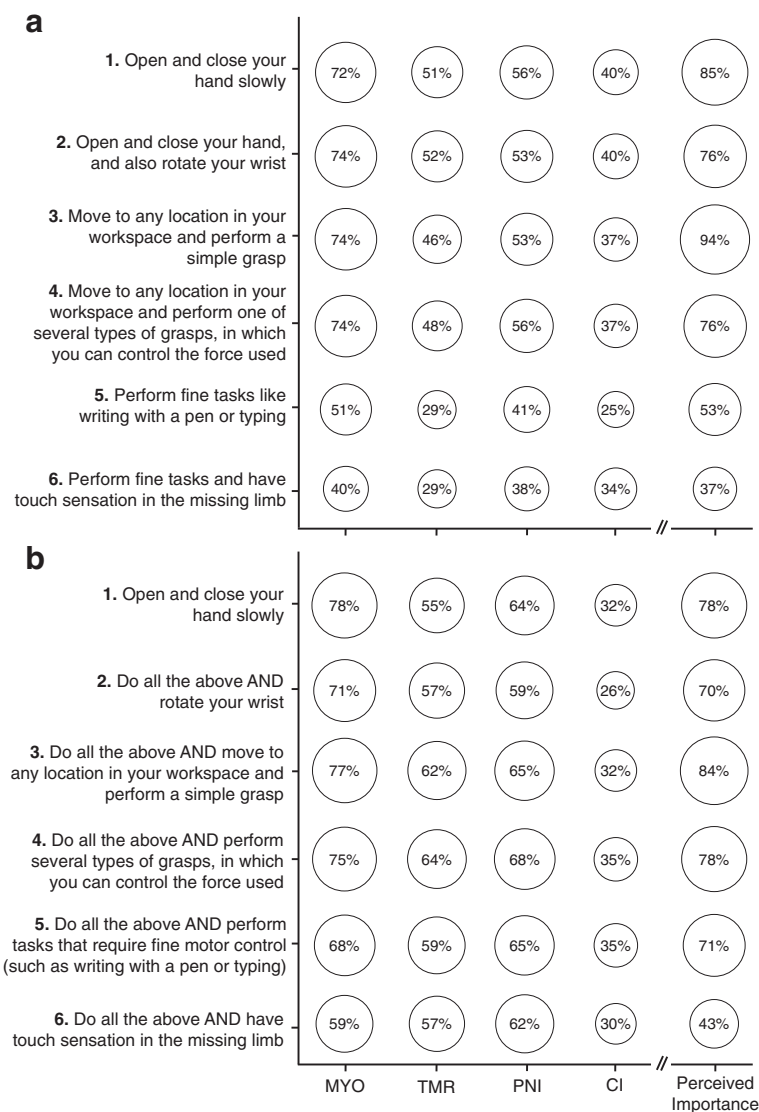 a
1. Open and close your
hand slowly
72% 51% 56% 40% 85%
2. Open and close your hand,
and also rotate your wrist
74% 52% 53% 40% 76%
3. Move to any location in your
workspace and perform a
simple grasp
74% 46% 53% 37% 94%
4. Move to any location in your
workspace and perform one of
several types of grasps, in which
you can control the force used
74% 48% 56% 37% 76%
5. Perform fine tasks like
writing with a pen or typing
51% 29% 41% 25% 53%
6. Perform fine tasks and have
touch sensation in the missing limb
40% 29% 38% 34% 37%
b
1. Open and close your
hand slowly
78% 55% 64% 32% 78%
2. Do all the above AND
rotate your wrist
71% 57% 59% 26% 70%
3. Do all the above AND move to
any location in your workspace and
perform a simple grasp
77% 62% 65% 32% 84%
4. Do all the above AND perform
several types of grasps, in which
you can control the force used
75% 64% 68% 35% 78%
5. Do all the above AND perform
tasks that require fine motor control
(such as writing with a pen or typing)
68% 59% 65% 35% 71%
6. Do all the above AND have
touch sensation in the missing limb
59% 57% 62% 30% 43%
MYO TMR PNI CI Perceived
Importance